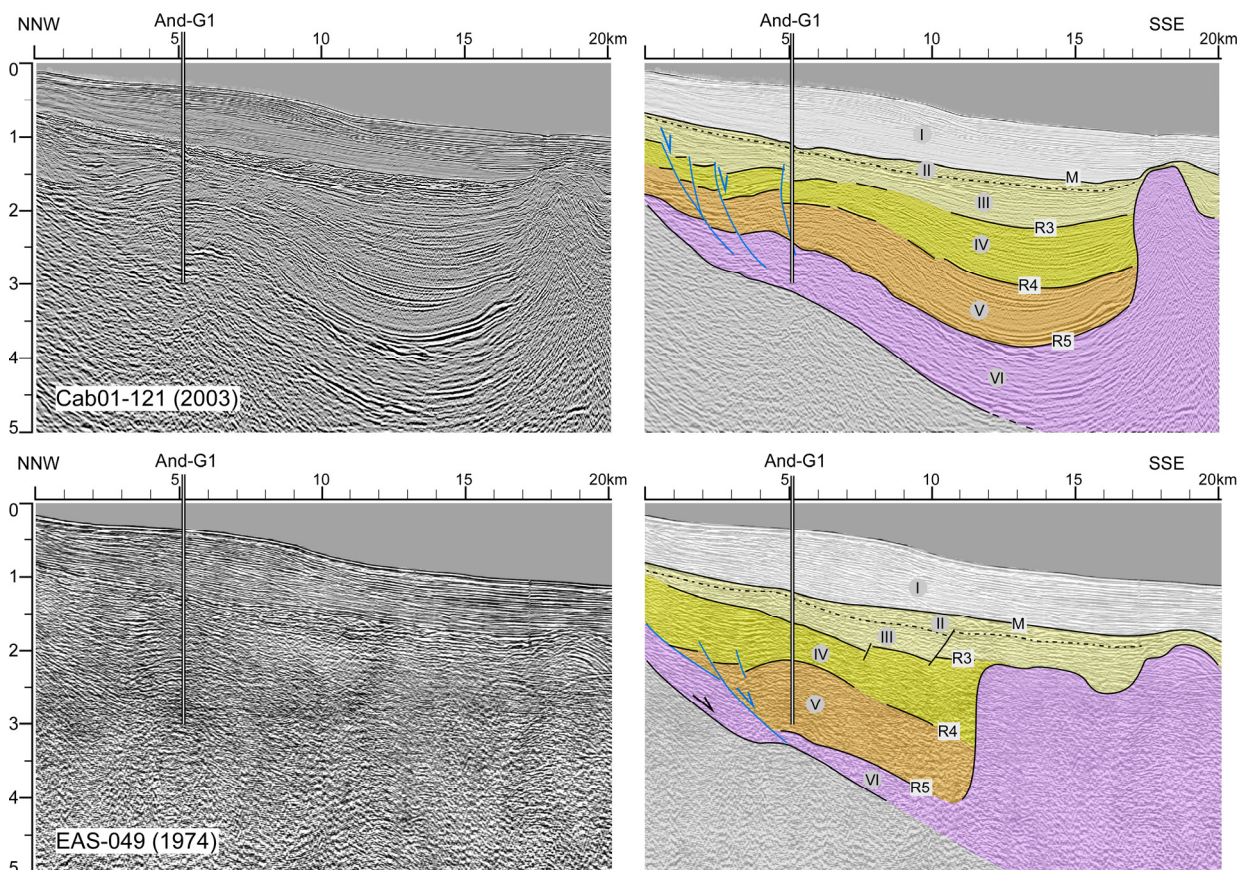 NNW And-G1
5 10 15 20km
0
1
2
3
4
5
Cab01-121 (2003)
And-G1 SSE
5 10 15 20km
I
II
M
III
R3
IV
R4
V
R5
VI
NNW And-G1
5 10 15 20km
0
1
2
3
4
5
EAS-049 (1974)
And-G1 SSE
5 10 15 20km
I
II
M
III
R3
IV
V
R4
R5
VI